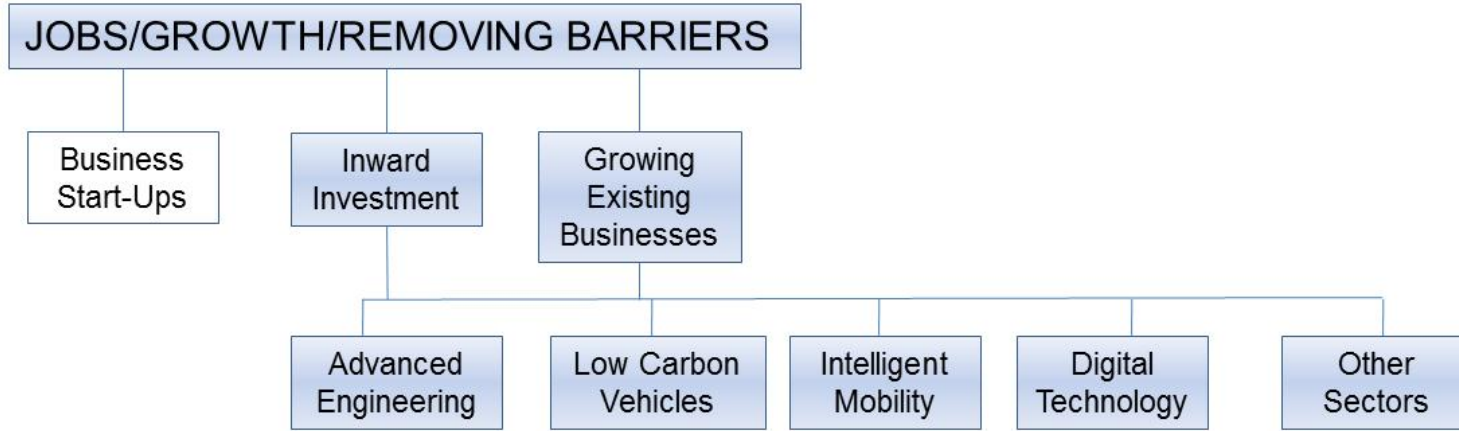 JOBS/GROWTH/REMOVING BARRIERS
Business
Start-Ups
Inward
Investment
Growing
Existing
Businesses
Advanced
Engineering
Low Carbon
Vehicles
Intelligent
Mobility
Digital
Technology
Other
Sectors